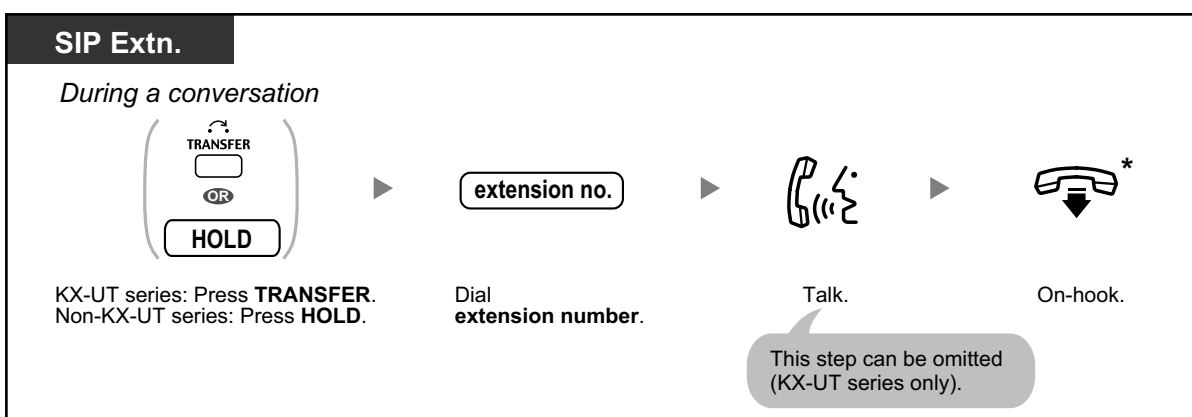 SIP Extn.
During a conversation
TRANSFER
OR
HOLD
extension no.
*
KX-UT series: Press TRANSFER.
Non-KX-UT series: Press HOLD.
Dial
extension number.
Talk.
On-hook.
This step can be omitted
(KX-UT series only).